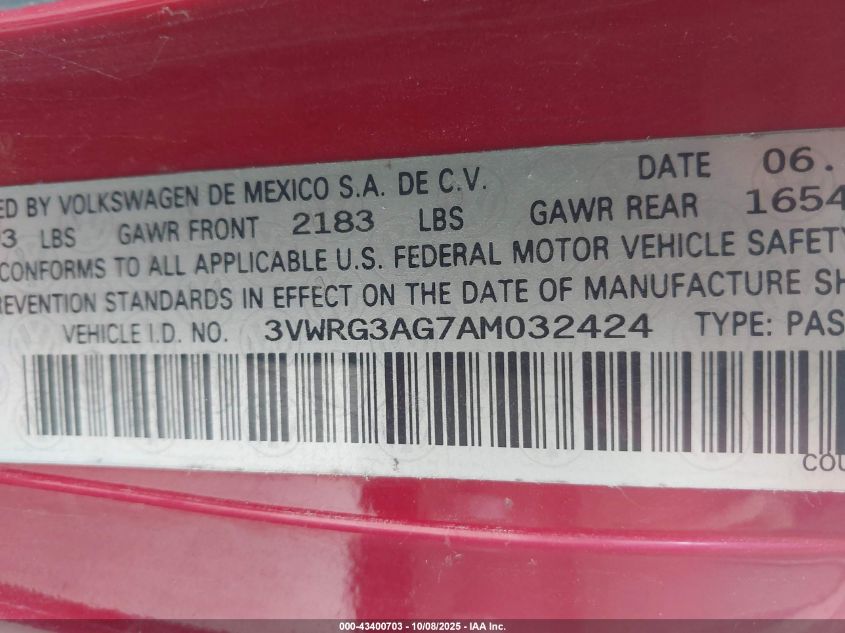 DATE 06.
ED BY VOLKSWAGEN DE MEXICO S.A. DE C.V.
93 LBS GAWR FRONT 2183 LBS GAWR REAR 1654
CONFORMS TO ALL APPLICABLE U.S. FEDERAL MOTOR VEHICLE SAFETY
REVENTION STANDARDS IN EFFECT ON THE DATE OF MANUFACTURE SH
VEHICLE I.D. NO. 3VWRG3AG7AM032424 TYPE: PAS
COU
000-43400703 - 10/08/2025 - IAA Inc.